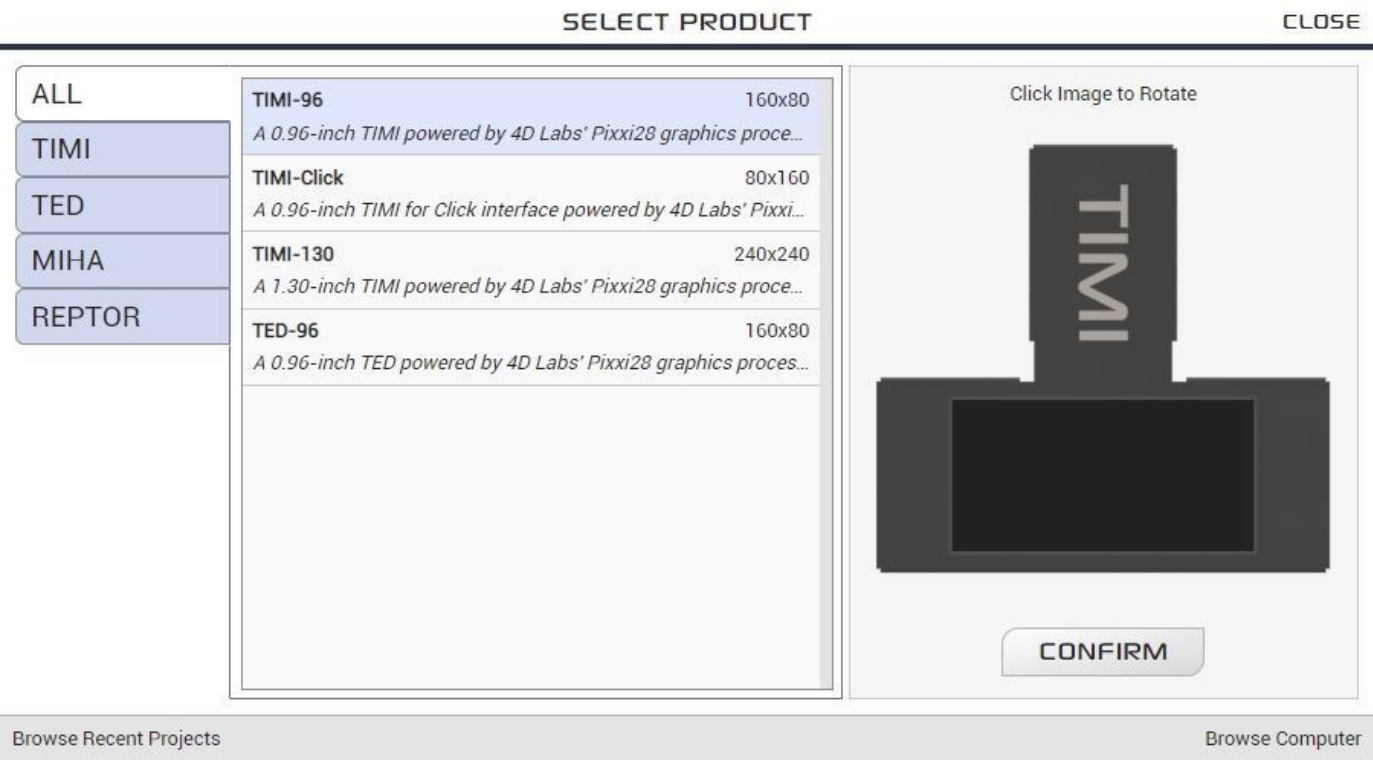 SELECT PRODUCT
CLOSE
ALL
TIMI
TED
MIHA
REPTOR
TIMI-96 160x80
A 0.96-inch TIMI powered by 4D Labs' Pixxi28 graphics proce...
TIMI-Click 80x160
A 0.96-inch TIMI for Click interface powered by 4D Labs' Pixxi...
TIMI-130 240x240
A 1.30-inch TIMI powered by 4D Labs' Pixxi28 graphics proce...
TED-96 160x80
A 0.96-inch TED powered by 4D Labs' Pixxi28 graphics proces...
Click Image to Rotate
TIMI
CONFIRM
Browse Recent Projects
Browse Computer